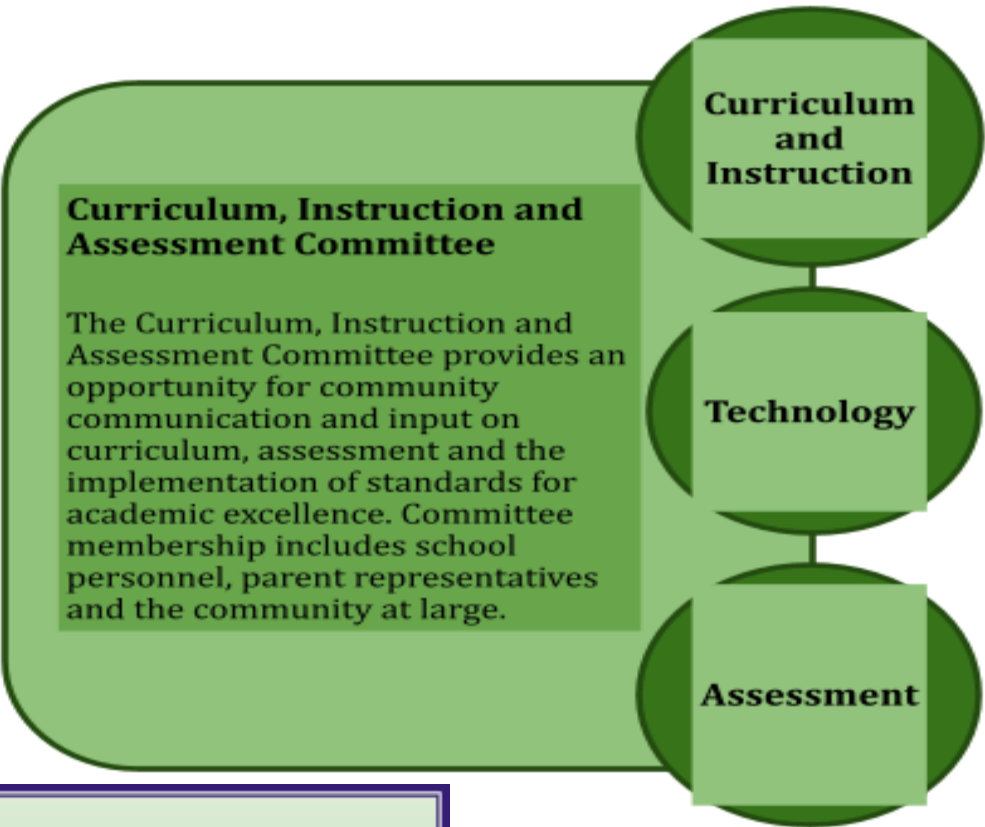 Curriculum, Instruction and
Assessment Committee
The Curriculum, Instruction and
Assessment Committee provides an
opportunity for community
communication and input on
curriculum, assessment and the
implementation of standards for
academic excellence. Committee
membership includes school
personnel, parent representatives
and the community at large.
Curriculum
and
Instruction
Technology
Assessment